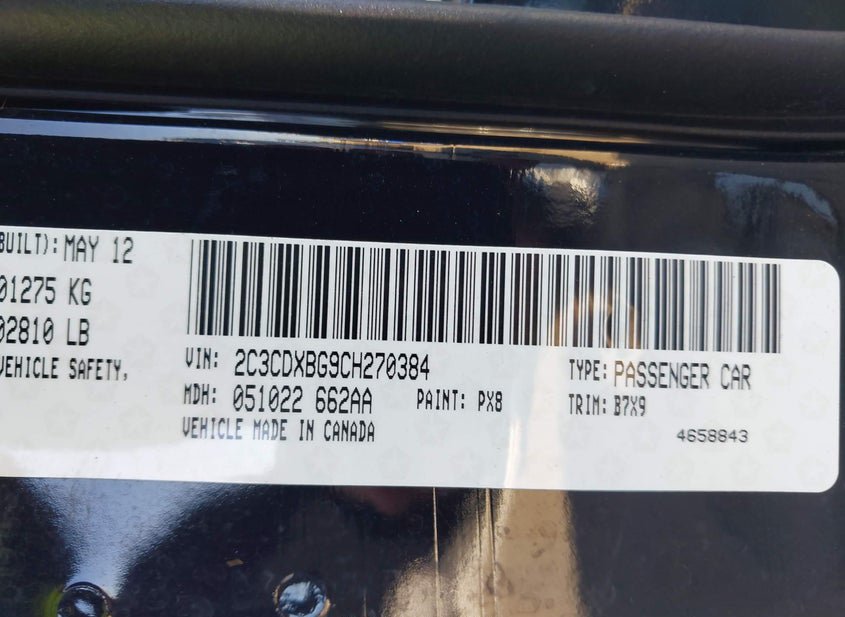 BUILT): MAY 12
01275 KG
02810 LB
VEHICLE SAFETY,
VIN: 2C3CDXBG9CH270384
TYPE: PASSENGER CAR
MDH: 051022 662AA
PAINT: PX8
TRIM: B7X9
VEHICLE MADE IN CANADA
4658843